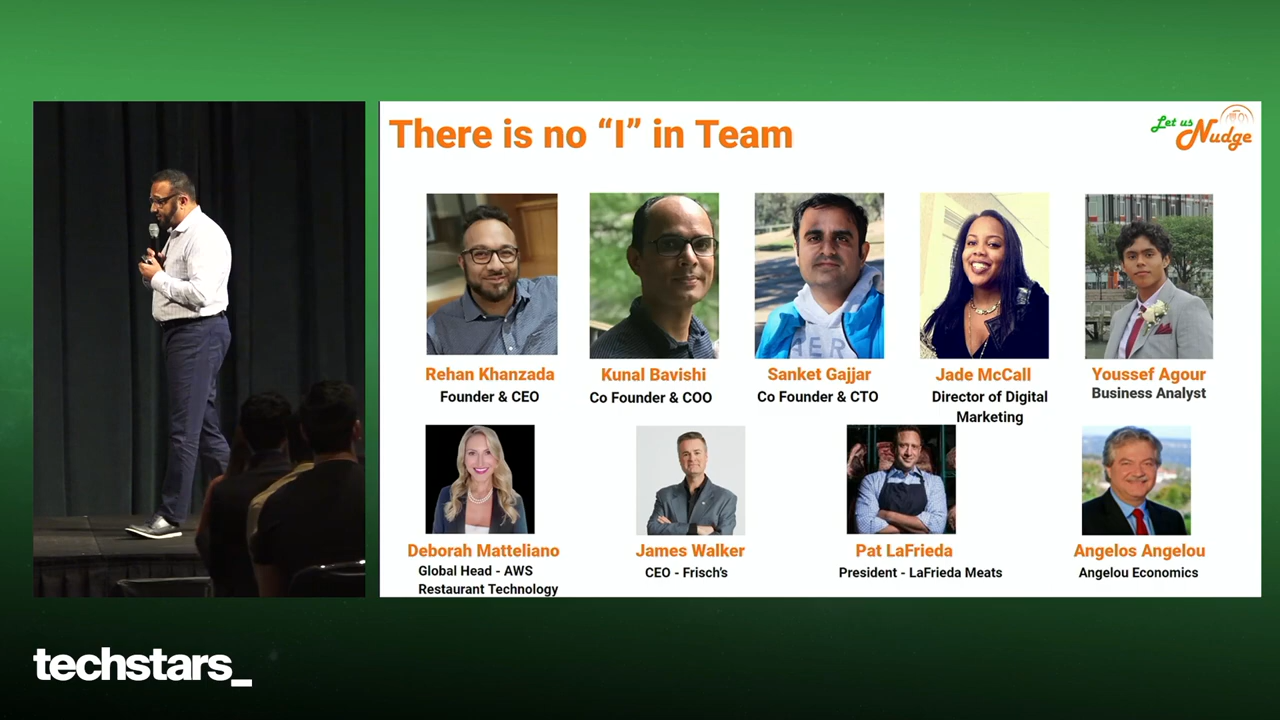 There is no “I” in Team
Let us
Nudge
Rehan Khanzada
Founder & CEO
Kunal Bavishi
Co Founder & COO
Sanket Gajjar
Co Founder & CTO
Jade McCall
Director of Digital
Marketing
Youssef Agour
Business Analyst
Deborah Matteliano
Global Head - AWS
Restaurant Technology
James Walker
CEO - Frisch's
Pat LaFrieda
President - LaFrieda Meats
Angelos Angelou
Angelou Economics
techstars_